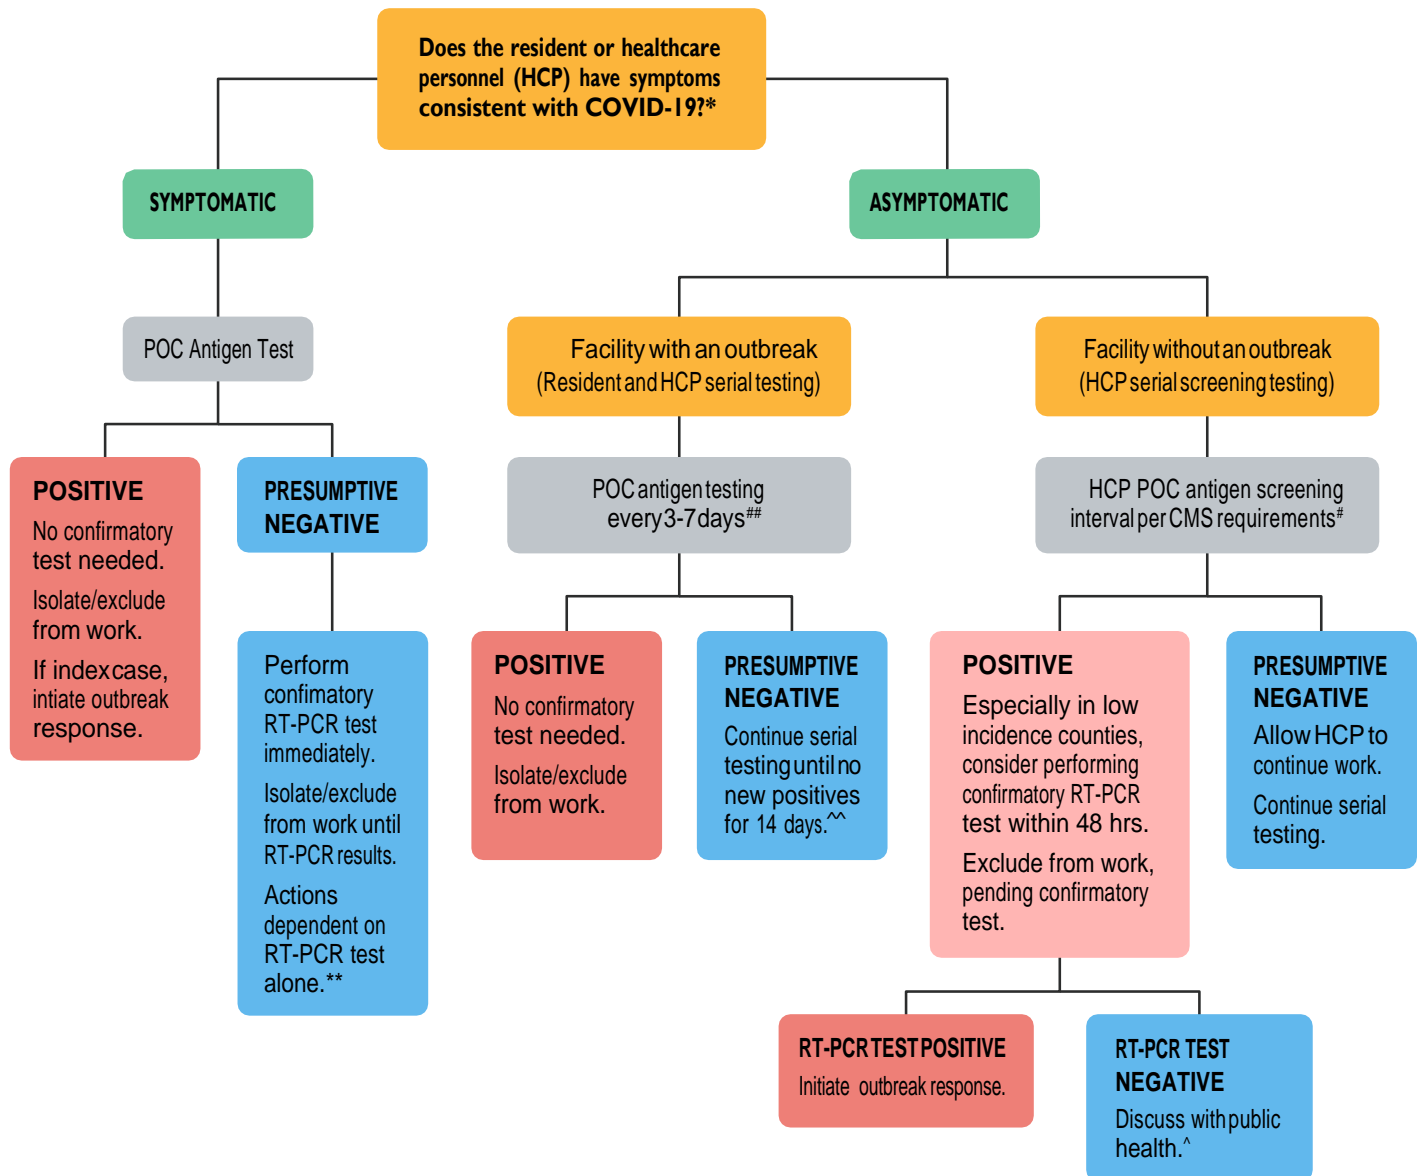 Does the resident or healthcare
personnel (HCP) have symptoms
consistent with COVID-19?*
SYMPTOMATIC
ASYMPTOMATIC
POC Antigen Test
Facility with an outbreak
(Resident and HCP serial testing)
Facility without an outbreak
(HCP serial screening testing)
POSITIVE
No confirmatory
test needed.
Isolate/exclude
from work.
If index case,
intiate outbreak
response.
PRESUMPTIVE
NEGATIVE
Perform
confimatory
RT-PCR test
immediately.
Isolate/exclude
from work until
RT-PCR results.
Actions
dependent on
RT-PCR test
alone.**
POC antigen testing
every 3-7 days##
HCP POC antigen screening
interval per CMS requirements#
POSITIVE
No confirmatory
test needed.
Isolate/exclude
from work.
PRESUMPTIVE
NEGATIVE
Continue serial
testing until no
new positives
for 14 days.^^
POSITIVE
Especially in low
incidence counties,
consider performing
confirmatory RT-PCR
test within 48 hrs.
Exclude from work,
pending confirmatory
test.
PRESUMPTIVE
NEGATIVE
Allow HCP to
continue work.
Continue serial
testing.
RT-PCR TEST POSITIVE
Initiate outbreak response.
RT-PCR TEST
NEGATIVE
Discuss with public
health.^